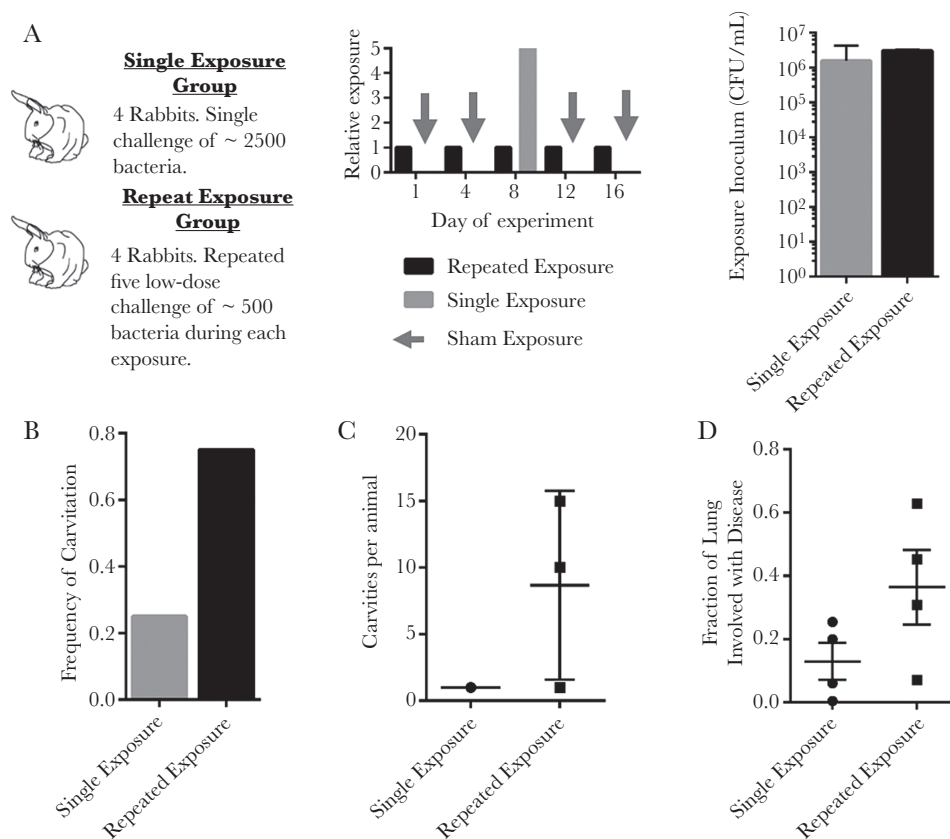 A
Single Exposure
Group
4 Rabbits. Single
challenge of ~ 2500
bacteria.
Repeat Exposure
Group
4 Rabbits. Repeated
five low-dose
challenge of ~ 500
bacteria during each
exposure.
Relative exposure
5
4
3
2
1
0
1 4 8 12 16
Day of experiment
Repeated Exposure
Single Exposure
Sham Exposure
Exposure Inoculum (CFU/mL)
10⁷
10⁶
10⁵
10⁴
10³
10²
10¹
10⁰
Single Exposure
Repeated Exposure
B
Frequency of Carvitation
0.8
0.6
0.4
0.2
0.0
Single Exposure
Repeated Exposure
C
Carvities per animal
20
15
10
5
0
Single Exposure
Repeated Exposure
D
Fraction of Lung
Involved with Disease
0.8
0.6
0.4
0.2
0.0
Single Exposure
Repeated Exposure